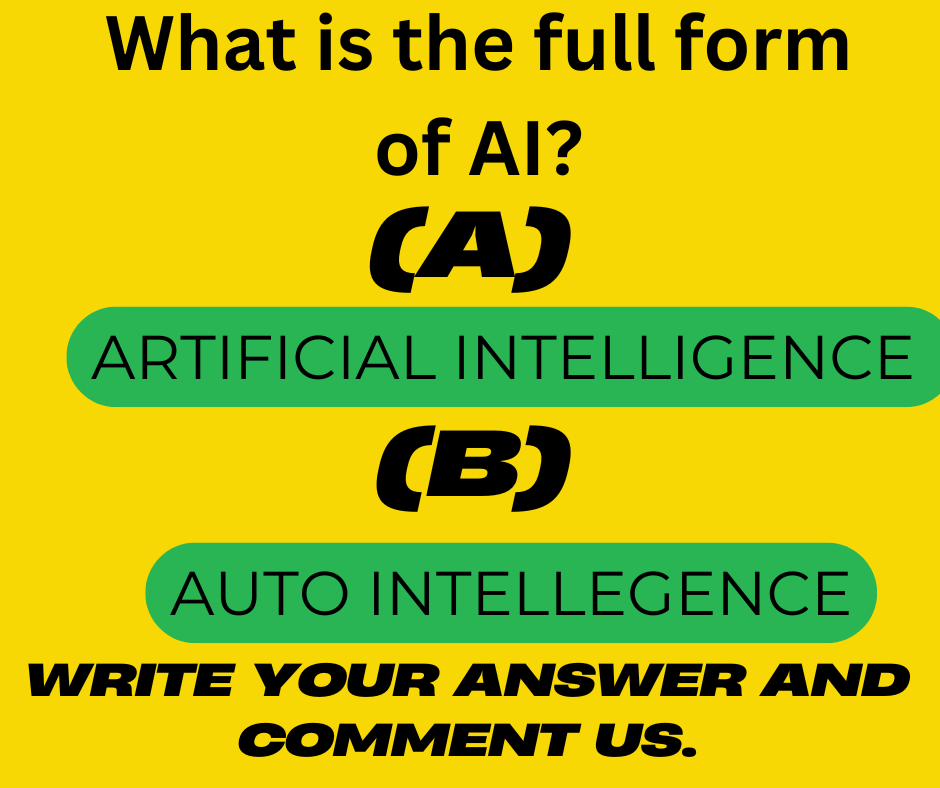 What is the full form
of AI?
(A)
ARTIFICIAL INTELLIGENCE
(B)
AUTO INTELLEGENCE
WRITE YOUR ANSWER AND
COMMENT US.